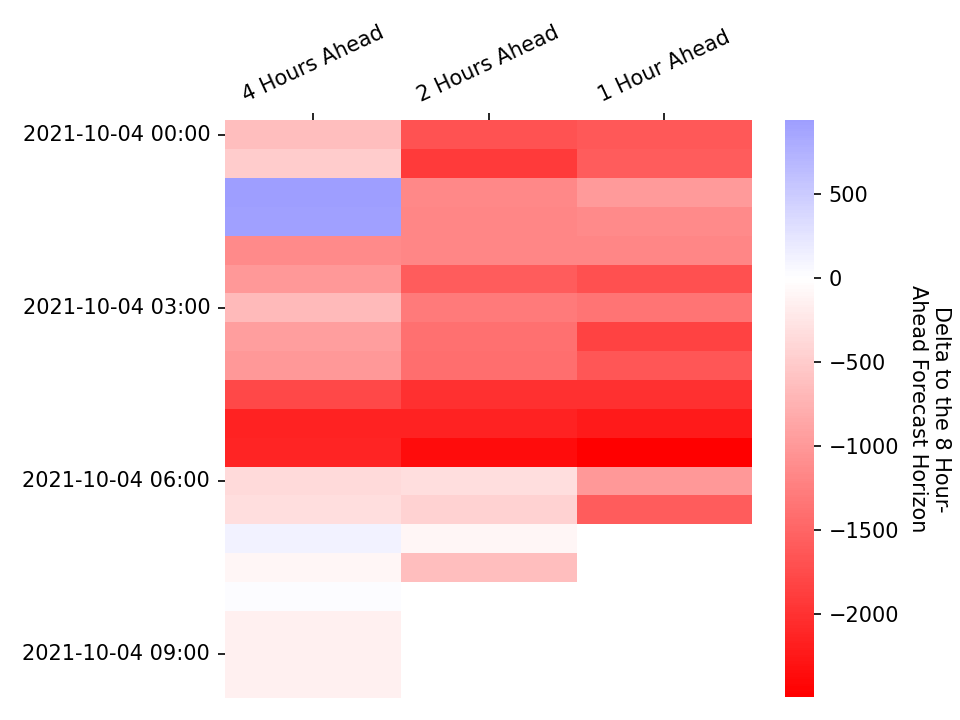 4 Hours Ahead
2 Hours Ahead
1 Hour Ahead
2021-10-04 00:00
2021-10-04 03:00
2021-10-04 06:00
2021-10-04 09:00
500
0
−500
−1000
−1500
−2000
Delta to the 8 Hour-
Ahead Forecast Horizon